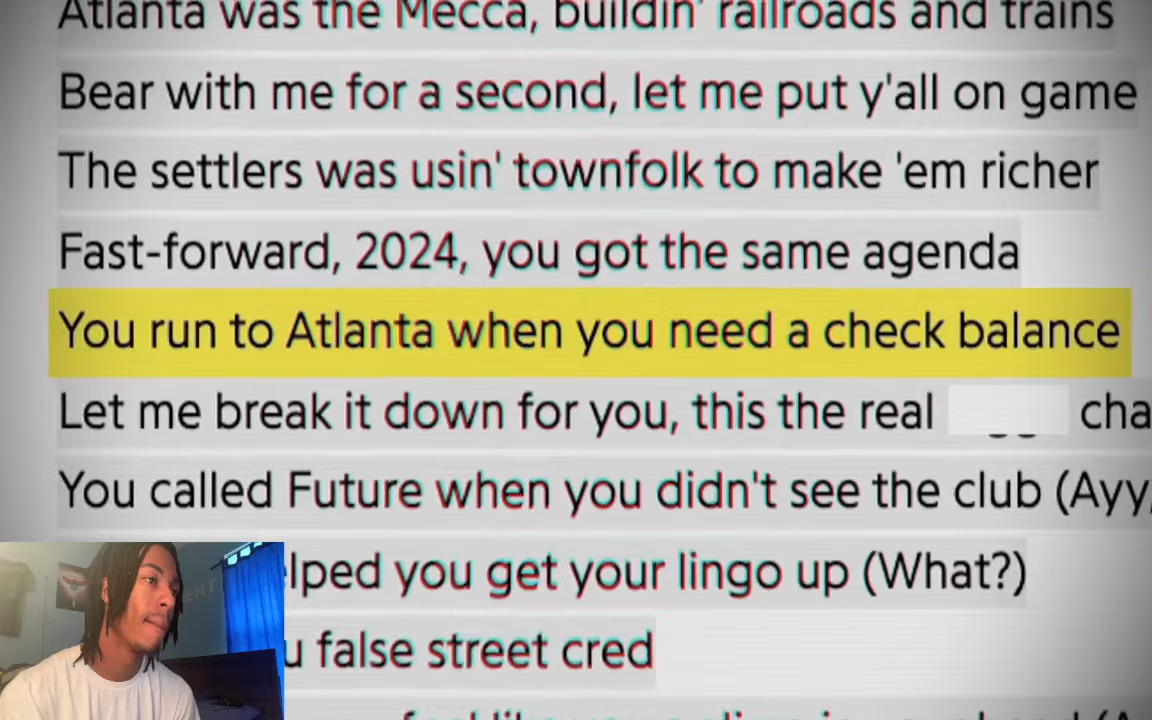 Atlanta was the Mecca, buildin' railroads and trains
Bear with me for a second, let me put y'all on game
The settlers was usin' townfolk to make 'em richer
Fast-forward, 2024, you got the same agenda
You run to Atlanta when you need a check balance
Let me break it down for you, this the real cha
You called Future when you didn't see the club (Ayy,
lped you get your lingo up (What?)
u false street cred